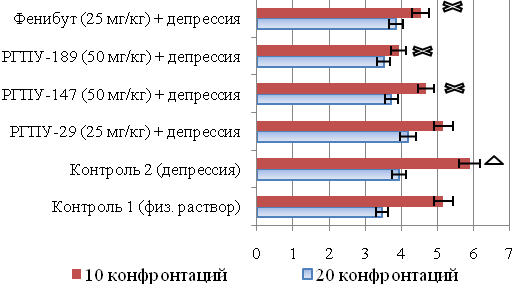 Фенибут (25 мг/кг) + депрессия
РГПУ-189 (50 мг/кг) + депрессия
РГПУ-147 (50 мг/кг) + депрессия
РГПУ-29 (25 мг/кг) + депрессия
Контроль 2 (депрессия)
Контроль 1 (физ. раствор)
0 1 2 3 4 5 6 7
10 конфронтаций 20 конфронтаций